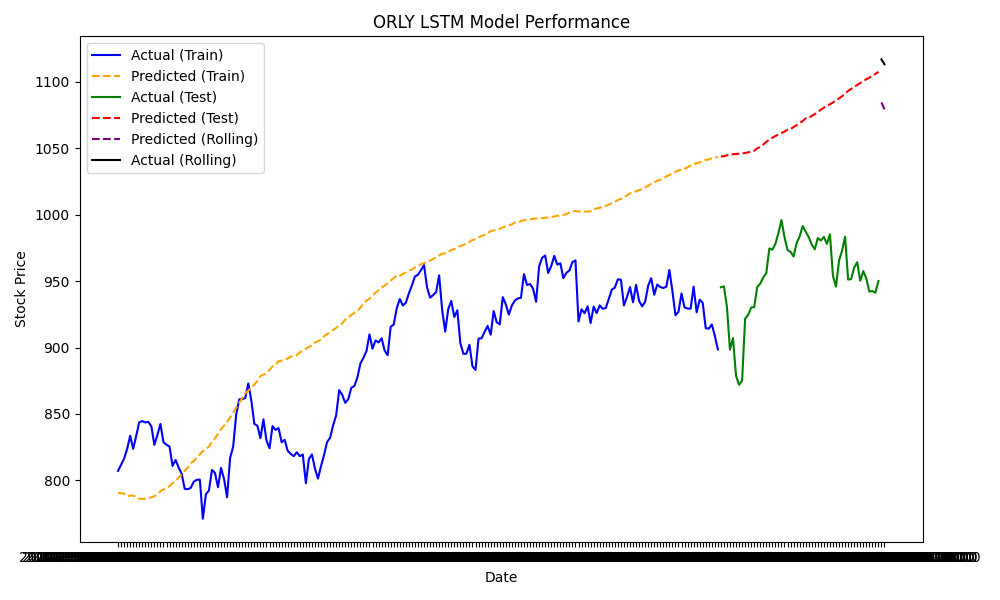 ORLY LSTM Model Performance
Actual (Train)
Predicted (Train)
Actual (Test)
Predicted (Test)
Predicted (Rolling)
Actual (Rolling)
Stock Price
1100
1050
1000
950
900
850
800
Date